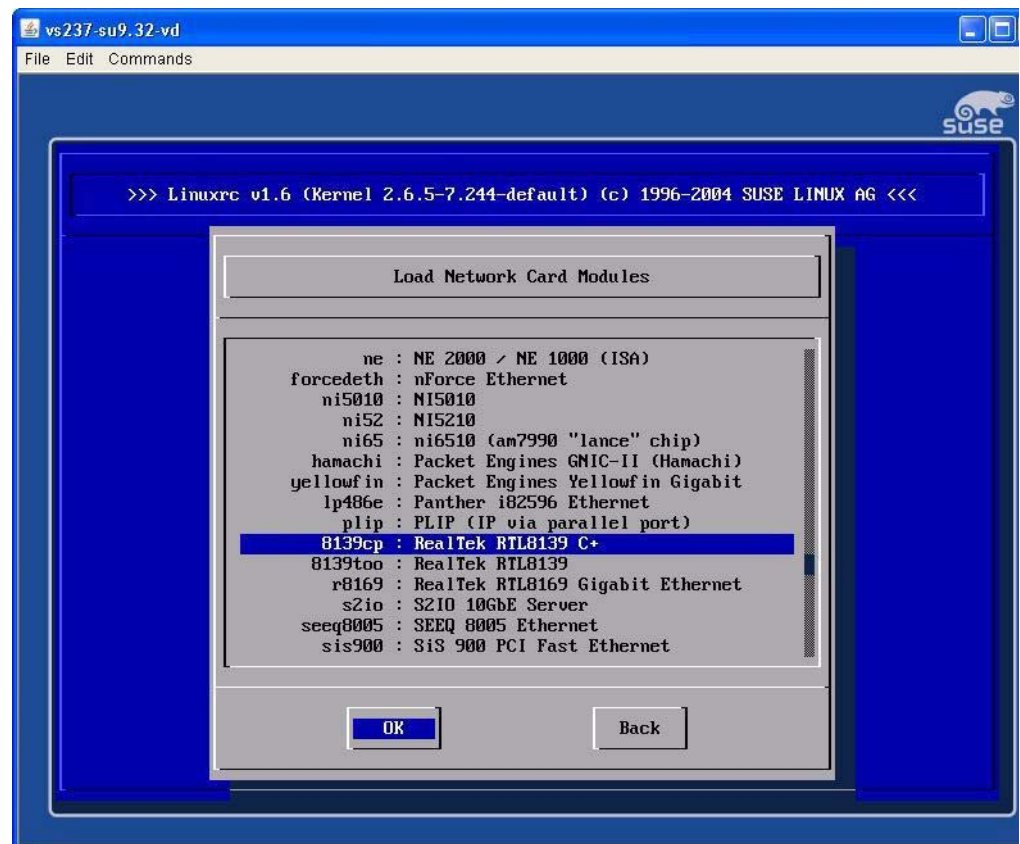 vs237-su9.32-vd
File Edit Commands
SUSE
>>> Linuxrc v1.6 (Kernel 2.6.5-7.244-default) (c) 1996-2004 SUSE LINUX AG <<<
Load Network Card Modules
ne : NE 2000 / NE 1000 (ISA)
forcedeth : nForce Ethernet
ni5010 : NI5010
ni52 : NI5210
ni65 : ni6510 (am7990 "lance" chip)
hamachi : Packet Engines GNIC-II (Hamachi)
yellowfin : Packet Engines Yellowfin Gigabit
lp486e : Panther i82596 Ethernet
plip : PLIP (IP via parallel port)
8139cp : RealTek RTL8139 C+
8139too : RealTek RTL8139
r8169 : RealTek RTL8169 Gigabit Ethernet
s2io : S2IO 10GbE Server
seeq8005 : SEEQ 8005 Ethernet
sis900 : SiS 900 PCI Fast Ethernet
OK Back